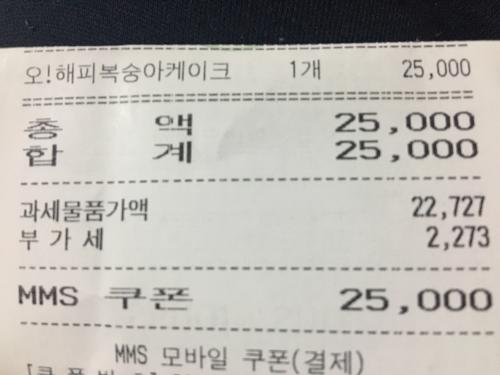 오!해피복숭아케이크 1개 25,000
총 액 25,000
합 계 25,000
과세물품가액 22,727
부 가 세 2,273
MMS 쿠폰 25,000
MMS 모바일 쿠폰(결제)